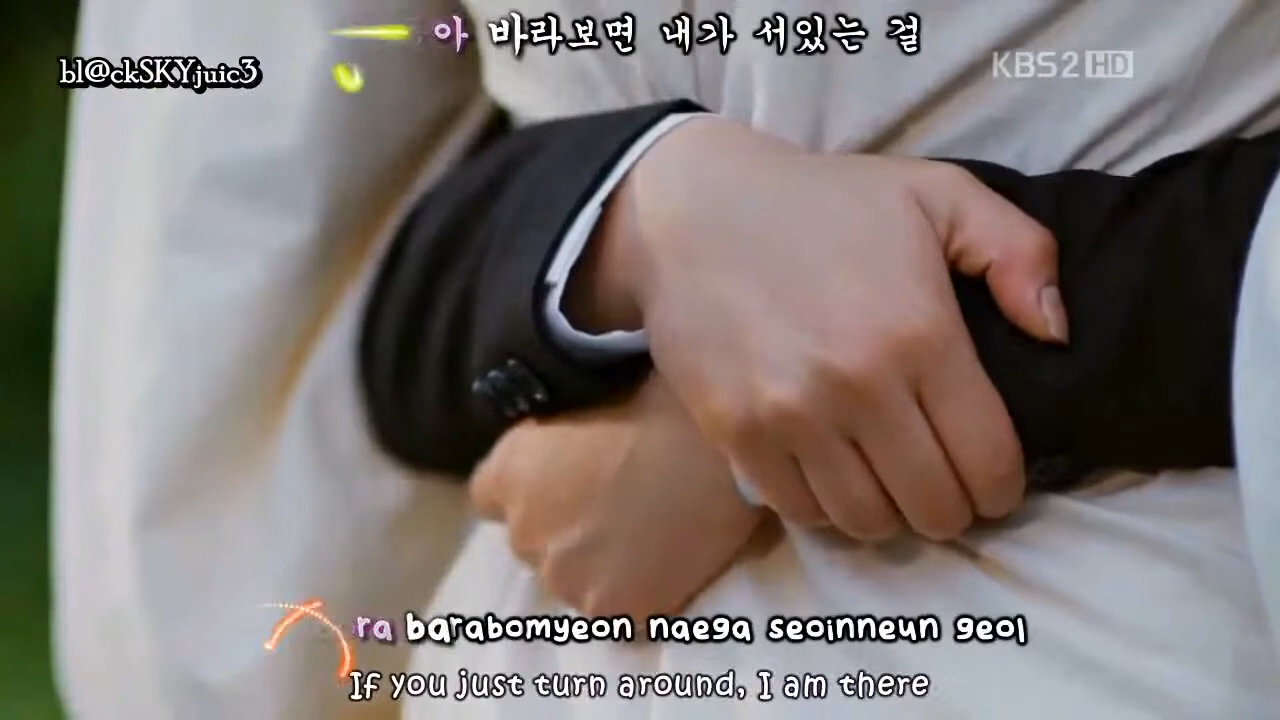 아 바라보면 내가 서있는 걸
bl@ckSKYjuic3
KBS2 HD
ra barabomyeon naega seoinneun geol
If you just turn around, I am there